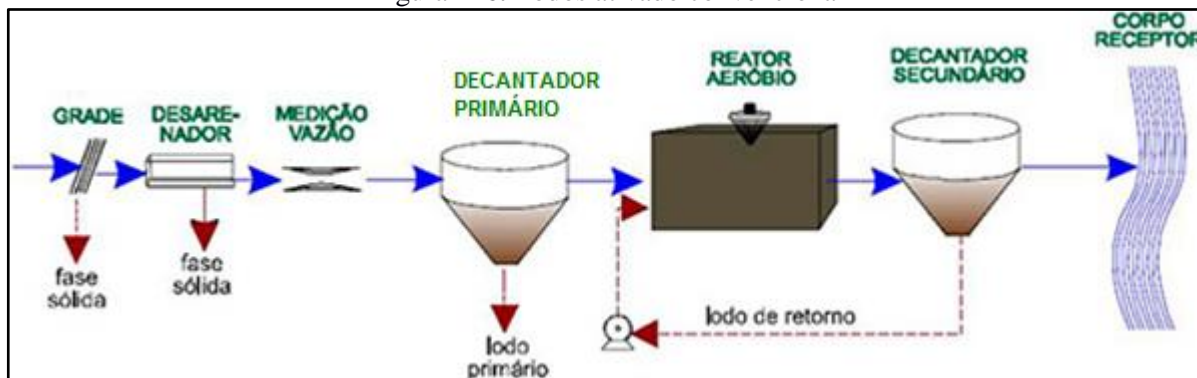 GRADE
DESARE-
NADOR
MEDIÇÃO
VAZÃO
DECANTADOR
PRIMÁRIO
REATOR
AERÓBIO
DECANTADOR
SECUNDÁRIO
CORPO
RECEPTOR
fase
sólida
fase
sólida
lodo
primário
lodo de retorno